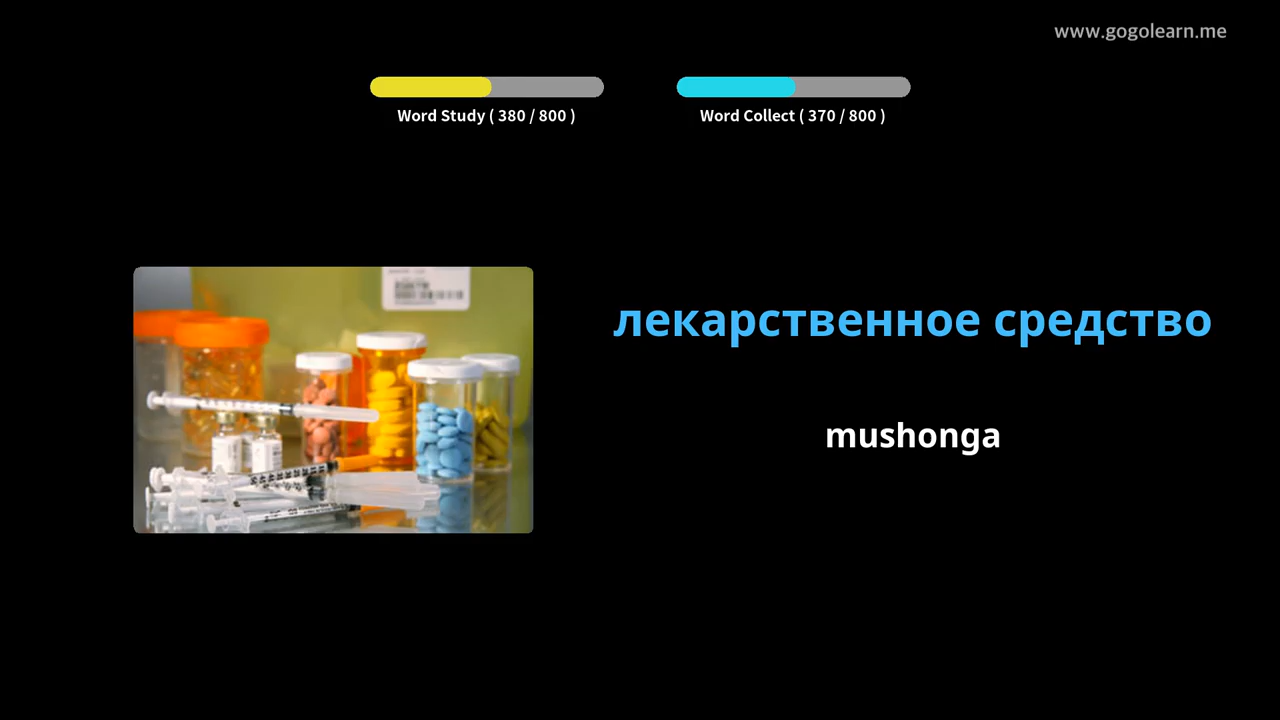 www.gogolearn.me
Word Study ( 380 / 800 )
Word Collect ( 370 / 800 )
лекарственное средство
mushonga